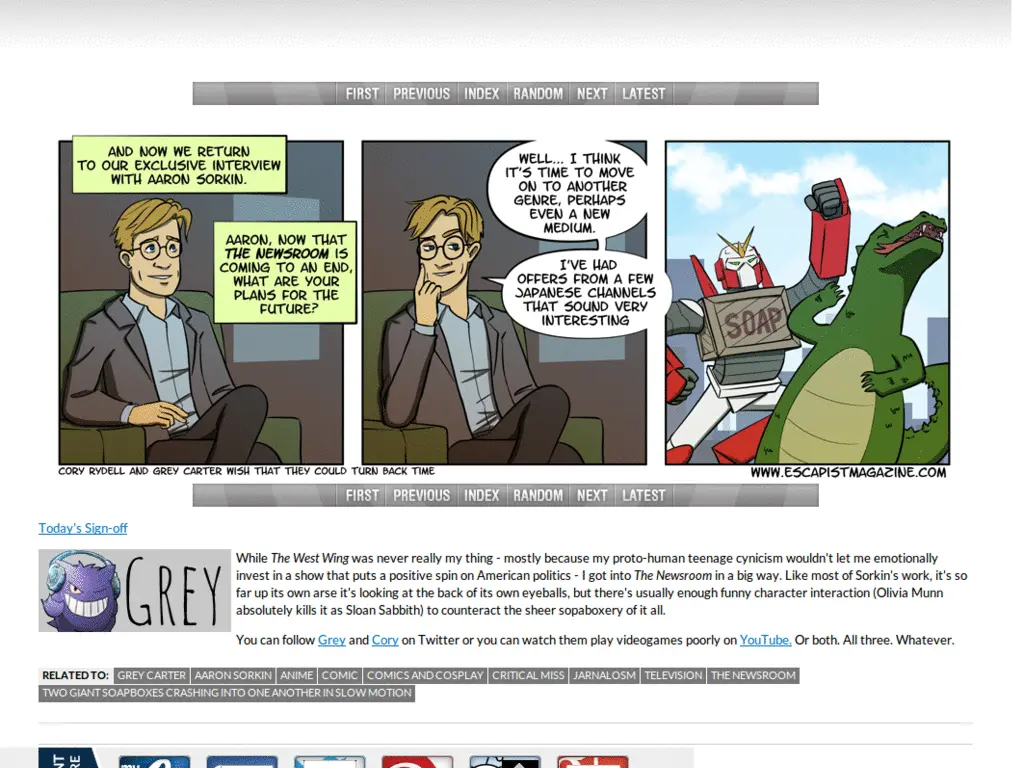 FIRST PREVIOUS INDEX RANDOM NEXT LATEST
AND NOW WE RETURN
TO OUR EXCLUSIVE INTERVIEW
WITH AARON SORKIN.
AARON, NOW THAT
THE NEWSROOM IS
COMING TO AN END,
WHAT ARE YOUR
PLANS FOR THE
FUTURE?
WELL... I THINK
IT'S TIME TO MOVE
ON TO ANOTHER
GENRE, PERHAPS
EVEN A NEW
MEDIUM.
I'VE HAD
OFFERS FROM A FEW
JAPANESE CHANNELS
THAT SOUND VERY
INTERESTING
SOAP
CORY RYDELL AND GREY CARTER WISH THAT THEY COULD TURN BACK TIME
WWW.ESCAPISTMAGAZINE.COM
FIRST PREVIOUS INDEX RANDOM NEXT LATEST
Today's Sign-off
GREY
While The West Wing was never really my thing - mostly because my proto-human teenage cynicism wouldn't let me emotionally
invest in a show that puts a positive spin on American politics - I got into The Newsroom in a big way. Like most of Sorkin's work, it's so
far up its own arse it's looking at the back of its own eyeballs, but there's usually enough funny character interaction (Olivia Munn
absolutely kills it as Sloan Sabbith) to counteract the sheer sopaboxery of it all.
You can follow Grey and Cory on Twitter or you can watch them play videogames poorly on YouTube. Or both. All three. Whatever.
RELATED TO: GREY CARTER AARON SORKIN ANIME COMIC COMICS AND COSPLAY CRITICAL MISS JARNALOSM TELEVISION THE NEWSROOM
TWO GIANT SOAPBOXES CRASHING INTO ONE ANOTHER IN SLOW MOTION